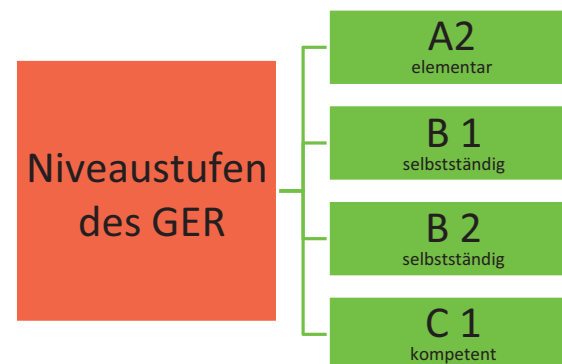 Niveaustufen
des GER
A2
elementar
B 1
selbstständig
B 2
selbstständig
C 1
kompetent